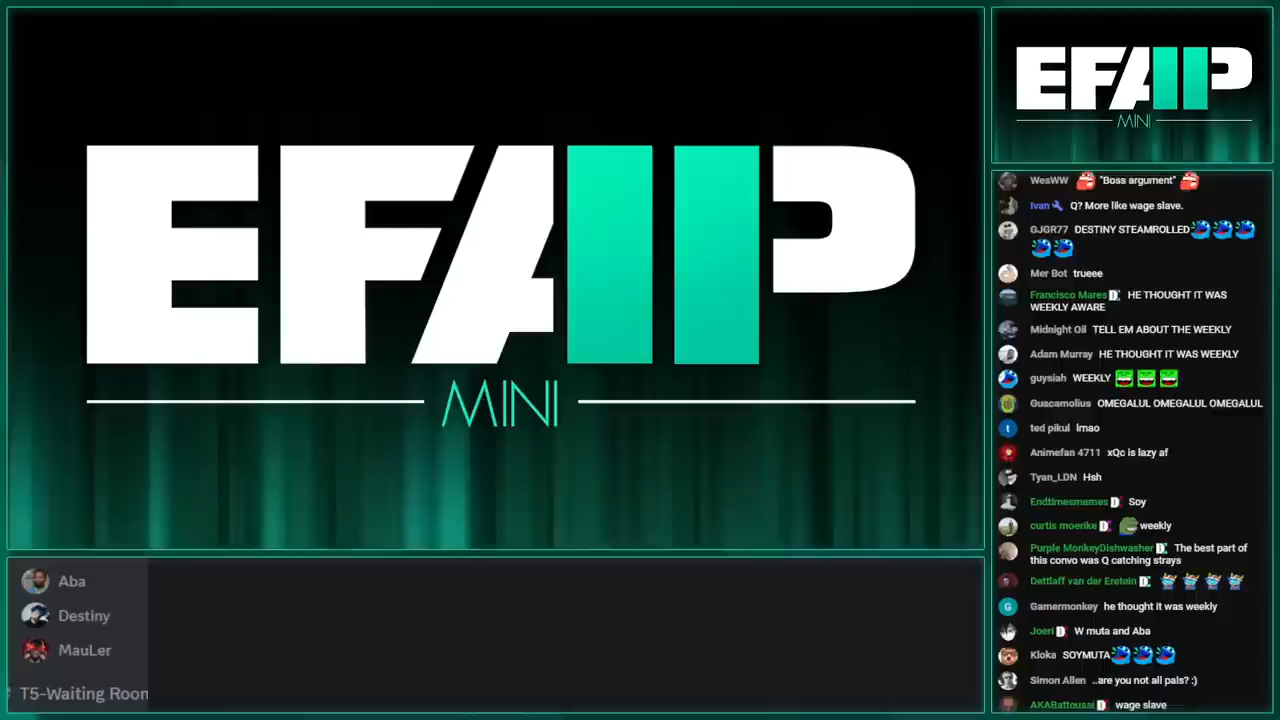 EFAP
MINI
Aba
Destiny
MauLer
T5-Waiting Room
EFAP
MINI
WesWW "Boss argument"
Ivan Q? More like wage slave.
GJGR77 DESTINY STEAMROLLED
Mer Bot trueee
Francisco Mares D HE THOUGHT IT WAS
WEEKLY AWARE
Midnight Oil TELL EM ABOUT THE WEEKLY
Adam Murray HE THOUGHT IT WAS WEEKLY
guysiah WEEKLY
Guacamolius OMEGALUL OMEGALUL OMEGALUL
t ted pikul lmao
Animefan 4711 xQc is lazy af
Tyan_LDN Hsh
Endtimesmemes D Soy
curtis moerike D weekly
Purple MonkeyDishwasher D The best part of
this convo was Q catching strays
Dettlaff van der Eretein D
G Gamermonkey he thought it was weekly
Joeri D W muta and Aba
Kloka SOYMUTA
Simon Allen ..are you not all pals? :)
AKABattousai D wage slave